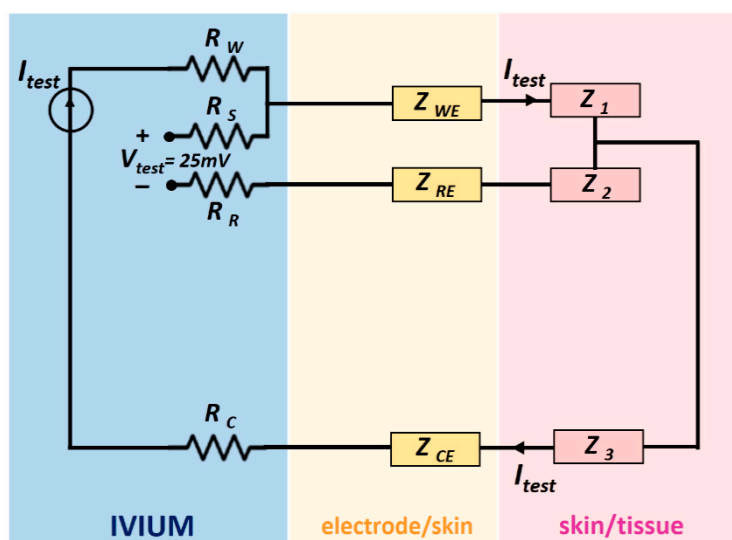 R W
I test
I test
Z WE
Z 1
R S
+
V test = 25mV
–
R R
Z RE
Z 2
R C
Z CE
Z 3
I test
IVIUM
electrode/skin
skin/tissue